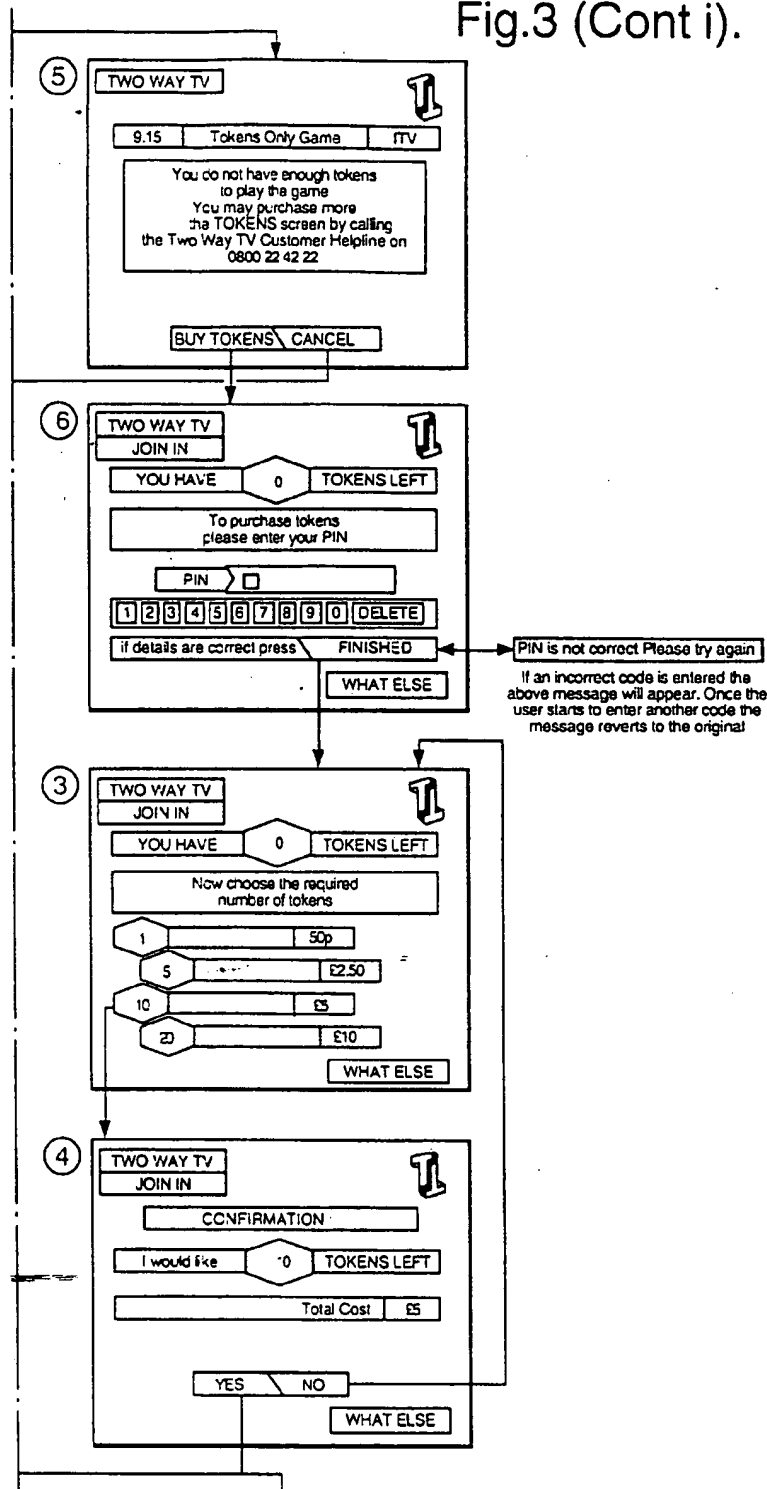 Fig.3 (Cont i).
5
TWO WAY TV
9.15 Tokens Only Game ITV
You do not have enough tokens
to play the game
You may purchase more
the TOKENS screen by calling
the Two Way TV Customer Helpline on
0800 22 42 22
BUY TOKENS CANCEL
6
TWO WAY TV
JOIN IN
YOU HAVE 0 TOKENS LEFT
To purchase tokens
please enter your PIN
PIN
1 2 3 4 5 6 7 8 9 0 DELETE
if details are correct press FINISHED
WHAT ELSE
PIN is not correct Please try again
If an incorrect code is entered the
above message will appear. Once the
user starts to enter another code the
message reverts to the original
3
TWO WAY TV
JOIN IN
YOU HAVE 0 TOKENS LEFT
Now choose the required
number of tokens
1 50p
5 £2.50
10 £5
20 £10
WHAT ELSE
4
TWO WAY TV
JOIN IN
CONFIRMATION
I would like 10 TOKENS LEFT
Total Cost £5
YES NO
WHAT ELSE